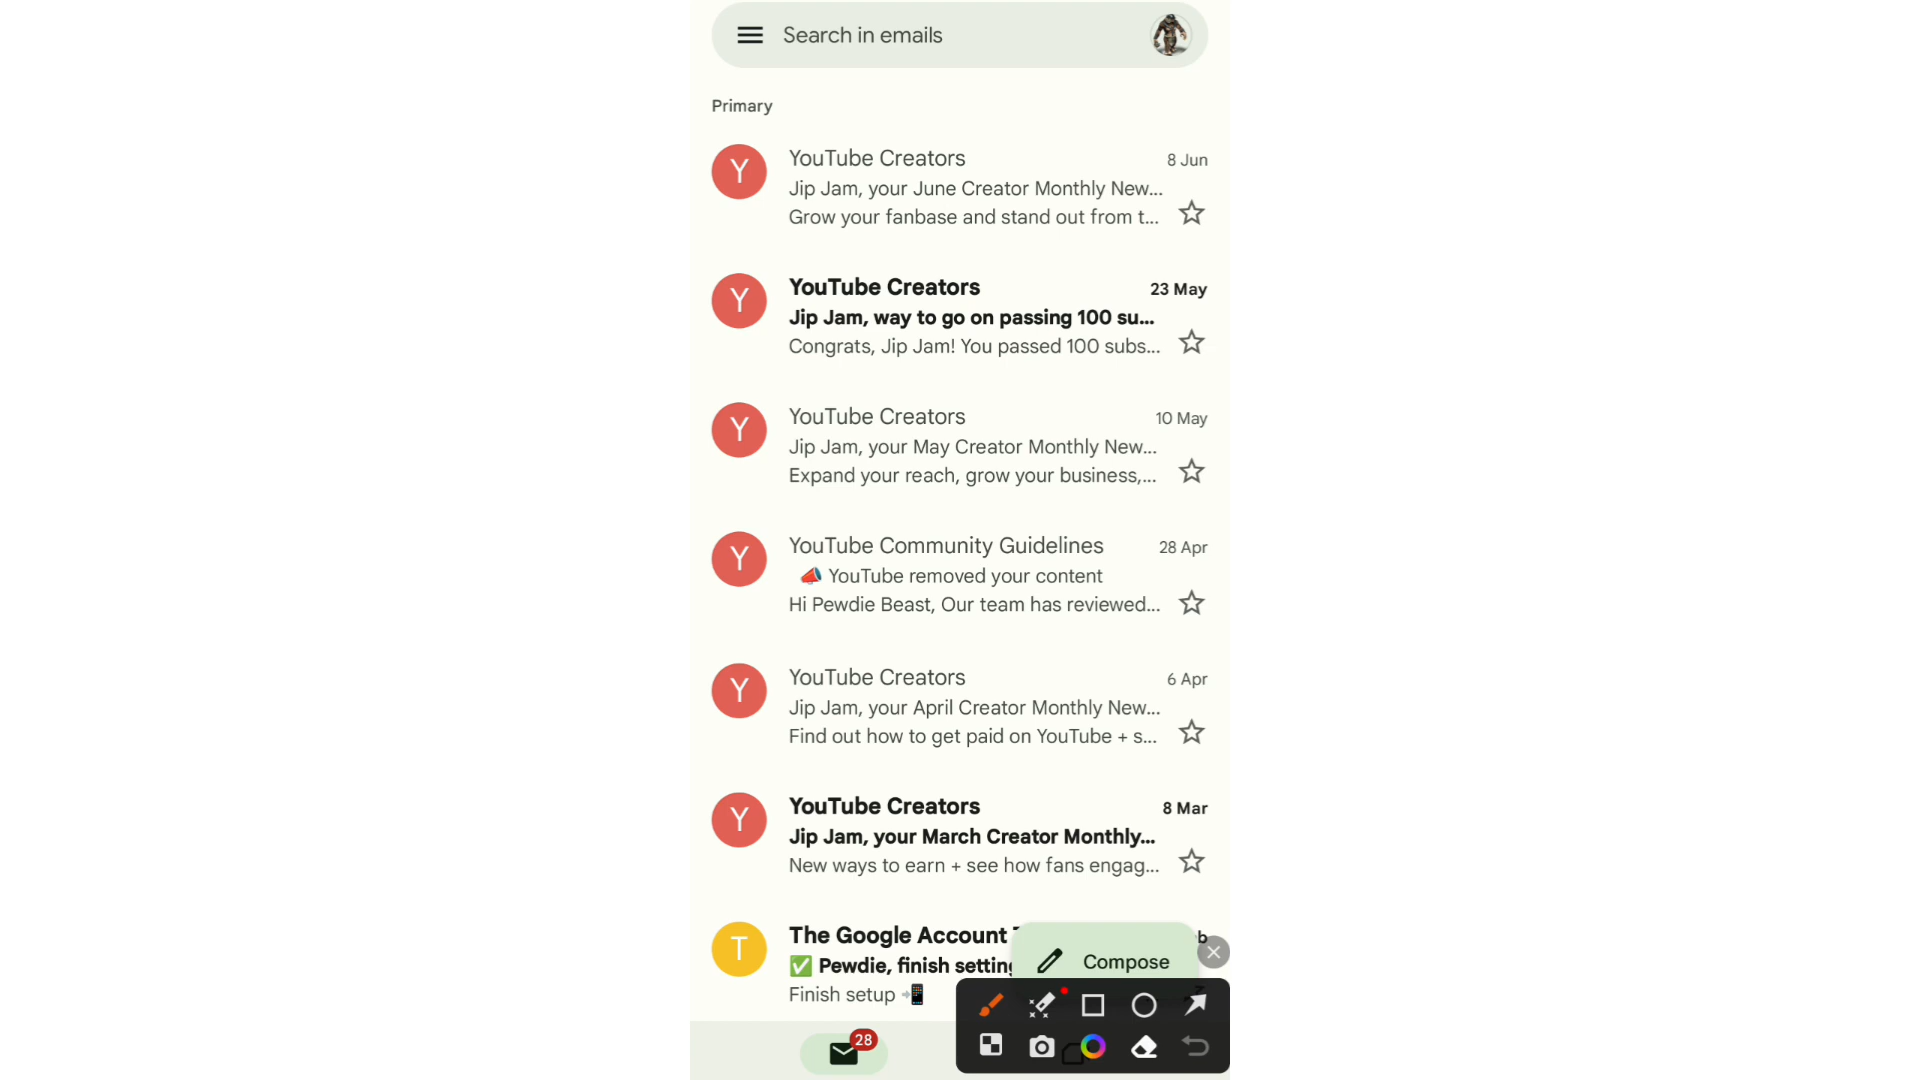 Search in emails
Primary
Y
YouTube Creators 8 Jun
Jip Jam, your June Creator Monthly New...
Grow your fanbase and stand out from t...
Y
YouTube Creators 23 May
Jip Jam, way to go on passing 100 su...
Congrats, Jip Jam! You passed 100 subs...
Y
YouTube Creators 10 May
Jip Jam, your May Creator Monthly New...
Expand your reach, grow your business,...
Y
YouTube Community Guidelines 28 Apr
📣 YouTube removed your content
Hi Pewdie Beast, Our team has reviewed...
Y
YouTube Creators 6 Apr
Jip Jam, your April Creator Monthly New...
Find out how to get paid on YouTube + s...
Y
YouTube Creators 8 Mar
Jip Jam, your March Creator Monthly...
New ways to earn + see how fans engag...
T
The Google Account
✅ Pewdie, finish setting
Finish setup 📲
Compose
28